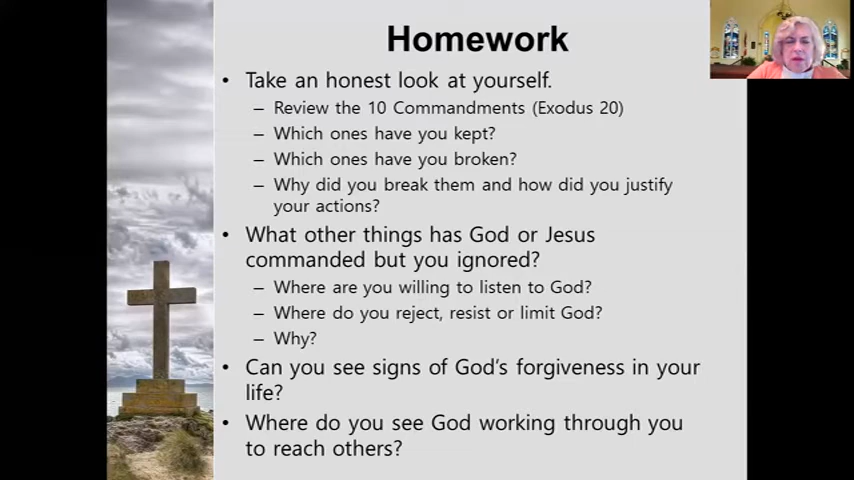 Homework
• Take an honest look at yourself.
– Review the 10 Commandments (Exodus 20)
– Which ones have you kept?
– Which ones have you broken?
– Why did you break them and how did you justify
your actions?
• What other things has God or Jesus
commanded but you ignored?
– Where are you willing to listen to God?
– Where do you reject, resist or limit God?
– Why?
• Can you see signs of God's forgiveness in your
life?
• Where do you see God working through you
to reach others?